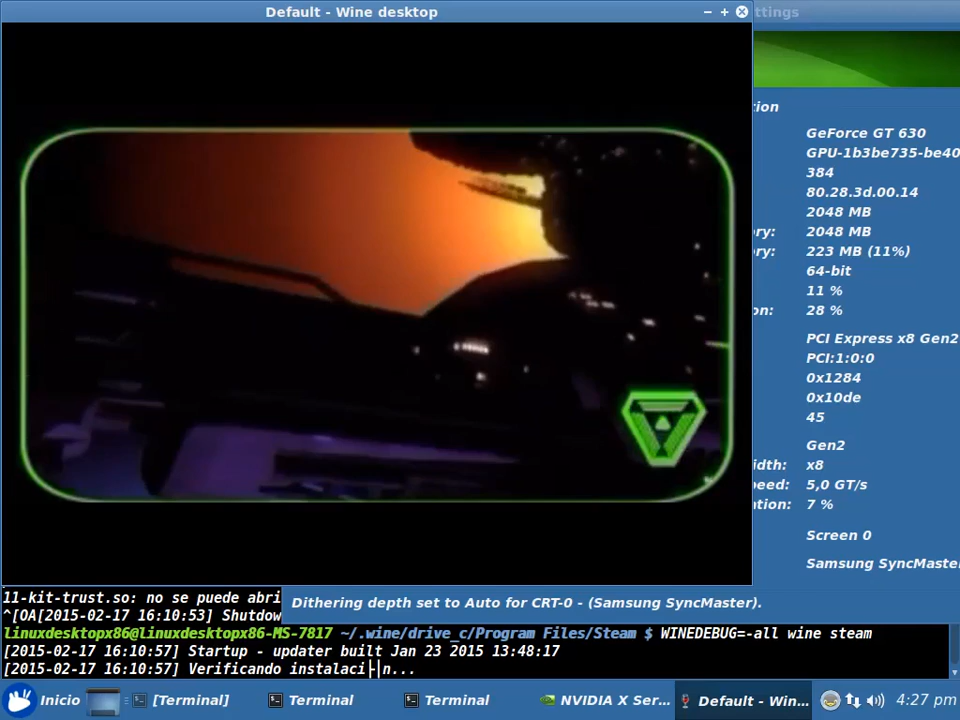 Default - Wine desktop
ttings
tion
GeForce GT 630
GPU-1b3be735-be40
384
80.28.3d.00.14
2048 MB
ry: 2048 MB
ry: 223 MB (11%)
64-bit
11 %
on: 28 %
PCI Express x8 Gen2
PCI:1:0:0
0x1284
0x10de
45
Gen2
idth: x8
peed: 5,0 GT/s
ation: 7 %
Screen 0
Samsung SyncMaste
11-kit-trust.so: no se puede abri
^[OA[2015-02-17 16:10:53] Shutdow
Dithering depth set to Auto for CRT-0 - (Samsung SyncMaster).
linuxdesktopx86@linuxdesktopx86-MS-7817 ~/.wine/drive_c/Program Files/Steam $ WINEDEBUG=-all wine steam
[2015-02-17 16:10:57] Startup - updater built Jan 23 2015 13:48:17
[2015-02-17 16:10:57] Verificando instalaci├│n...
Inicio [Terminal] Terminal Terminal NVIDIA X Ser... Default - Win... 4:27 pm